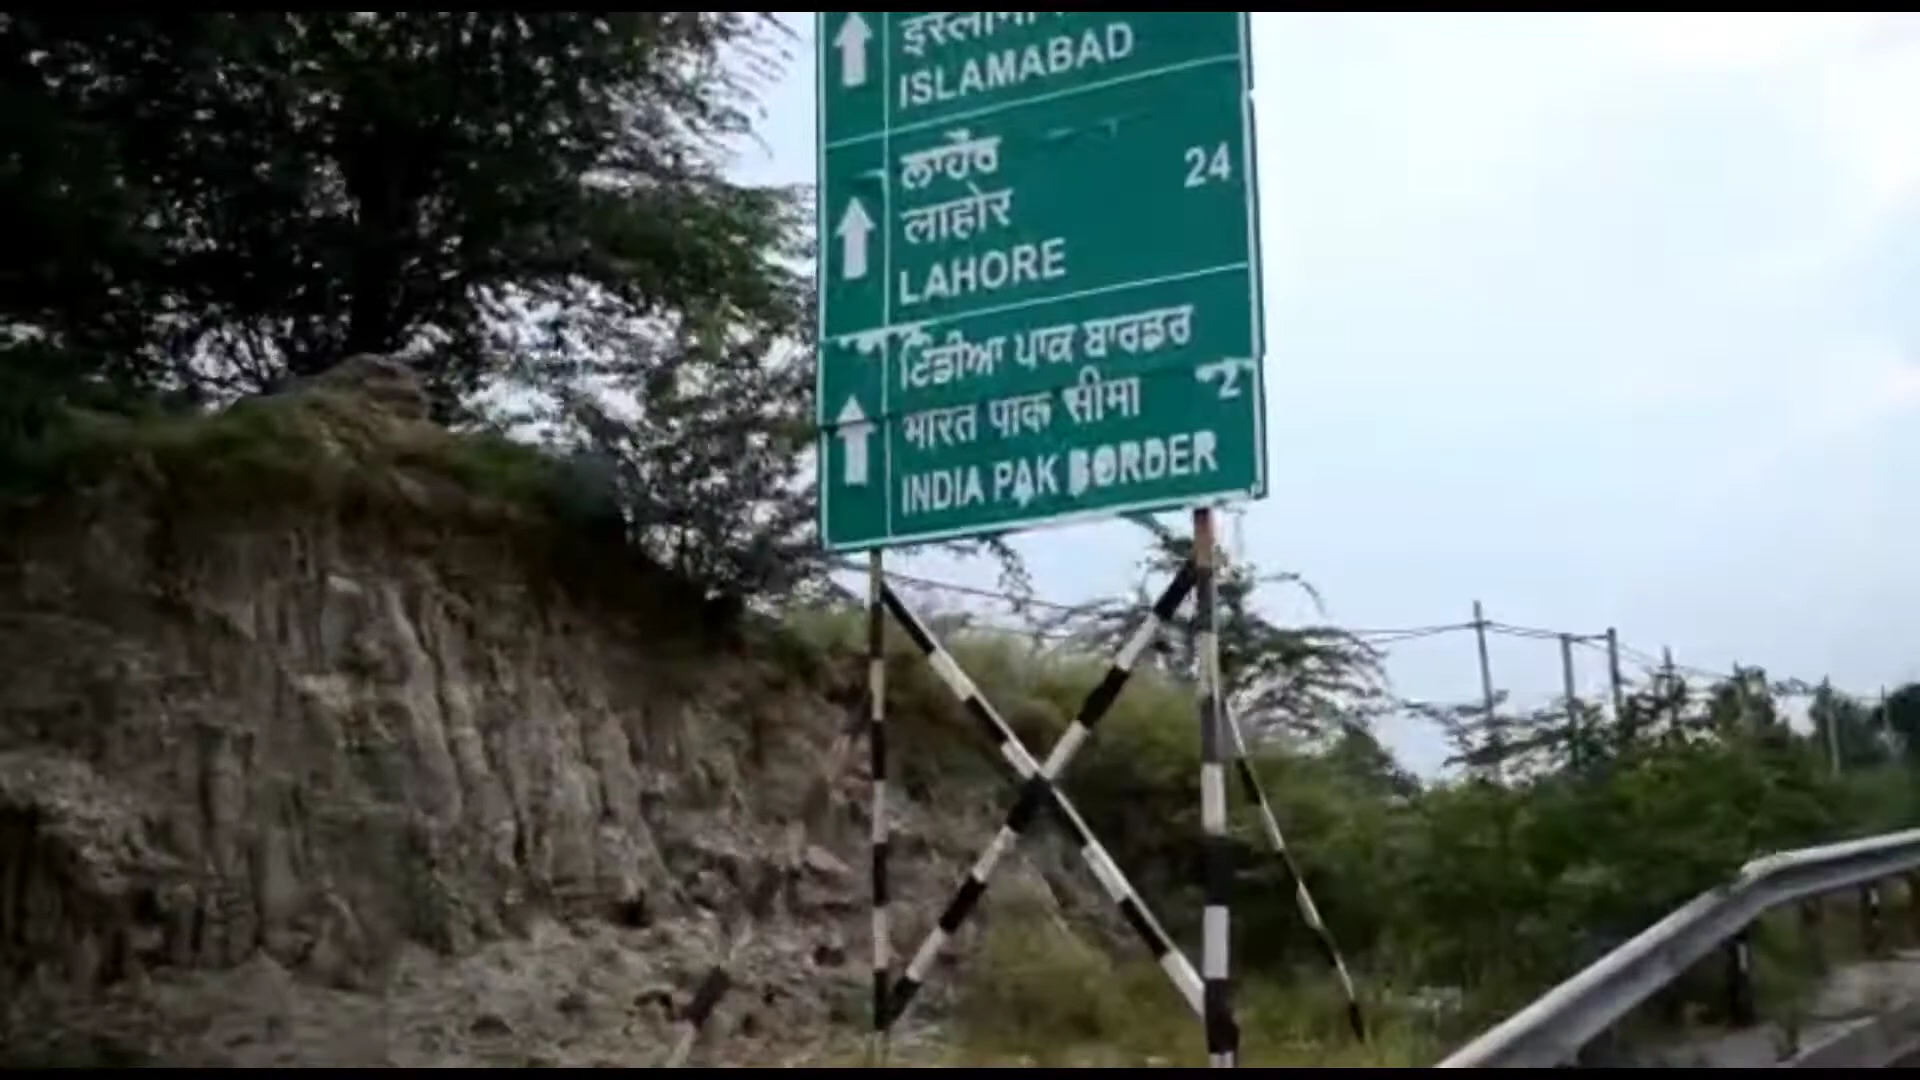 ISLAMABAD
ਲਾਹੌਰ
लाहोर
24
LAHORE
ਇੰਡੀਆ ਪਾਕ ਬਾਰਡਰ
भारत पाक सीमा
2
INDIA PAK BORDER